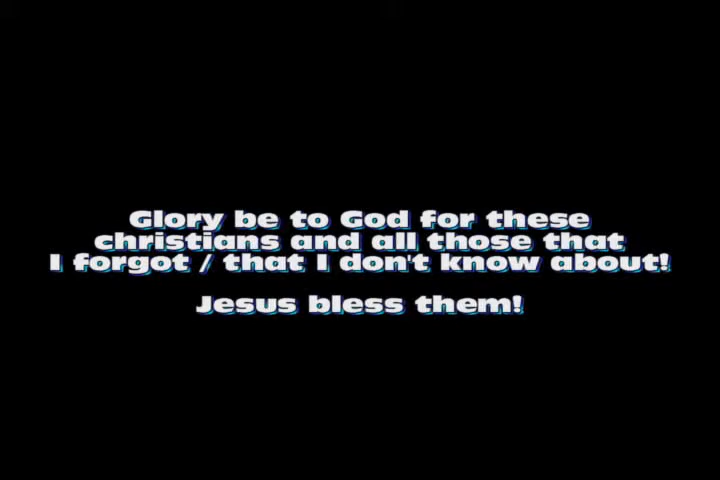 Glory be to God for these
christians and all those that
I forgot / that I don't know about!
Jesus bless them!